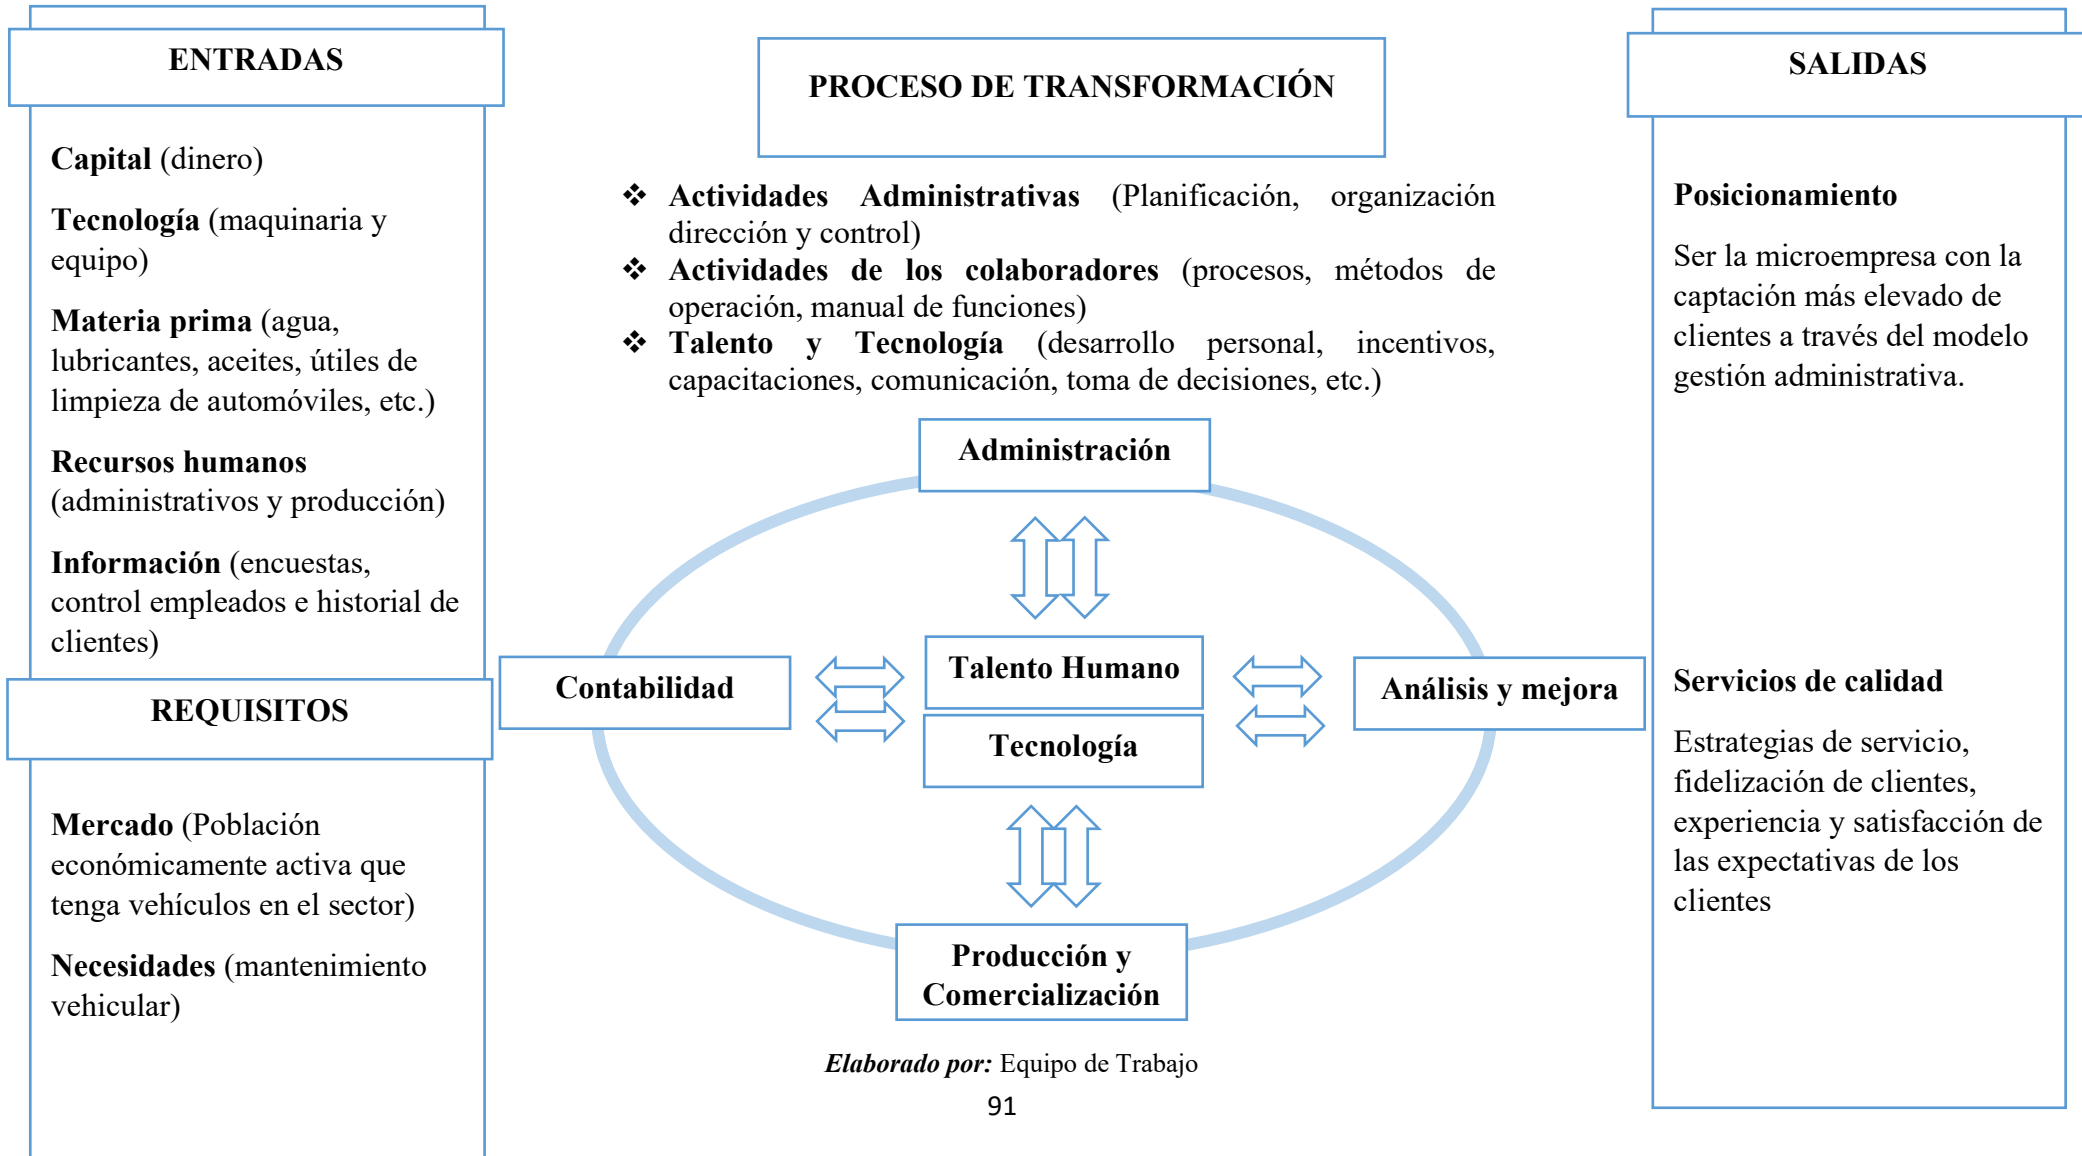 ENTRADAS
Capital (dinero)
Tecnología (maquinaria y
equipo)
Materia prima (agua,
lubricantes, aceites, útiles de
limpieza de automóviles, etc.)
Recursos humanos
(administrativos y producción)
Información (encuestas,
control empleados e historial de
clientes)
REQUISITOS
Mercado (Población
económicamente activa que
tenga vehículos en el sector)
Necesidades (mantenimiento
vehicular)
PROCESO DE TRANSFORMACIÓN
❖ Actividades Administrativas (Planificación, organización
dirección y control)
❖ Actividades de los colaboradores (procesos, métodos de
operación, manual de funciones)
❖ Talento y Tecnología (desarrollo personal, incentivos,
capacitaciones, comunicación, toma de decisiones, etc.)
Administración
Contabilidad
Talento Humano
Tecnología
Análisis y mejora
Producción y
Comercialización
Elaborado por: Equipo de Trabajo
91
SALIDAS
Posicionamiento
Ser la microempresa con la
captación más elevado de
clientes a través del modelo
gestión administrativa.
Servicios de calidad
Estrategias de servicio,
fidelización de clientes,
experiencia y satisfacción de
las expectativas de los
clientes